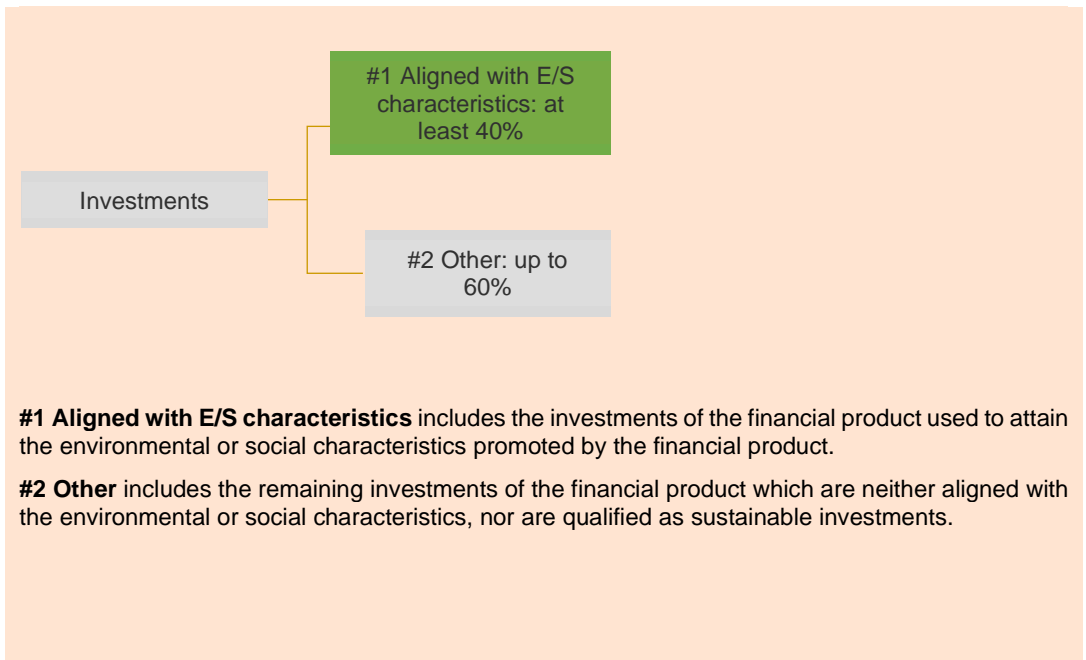 #1 Aligned with E/S
characteristics: at
least 40%
Investments
#2 Other: up to
60%
#1 Aligned with E/S characteristics includes the investments of the financial product used to attain
the environmental or social characteristics promoted by the financial product.
#2 Other includes the remaining investments of the financial product which are neither aligned with
the environmental or social characteristics, nor are qualified as sustainable investments.